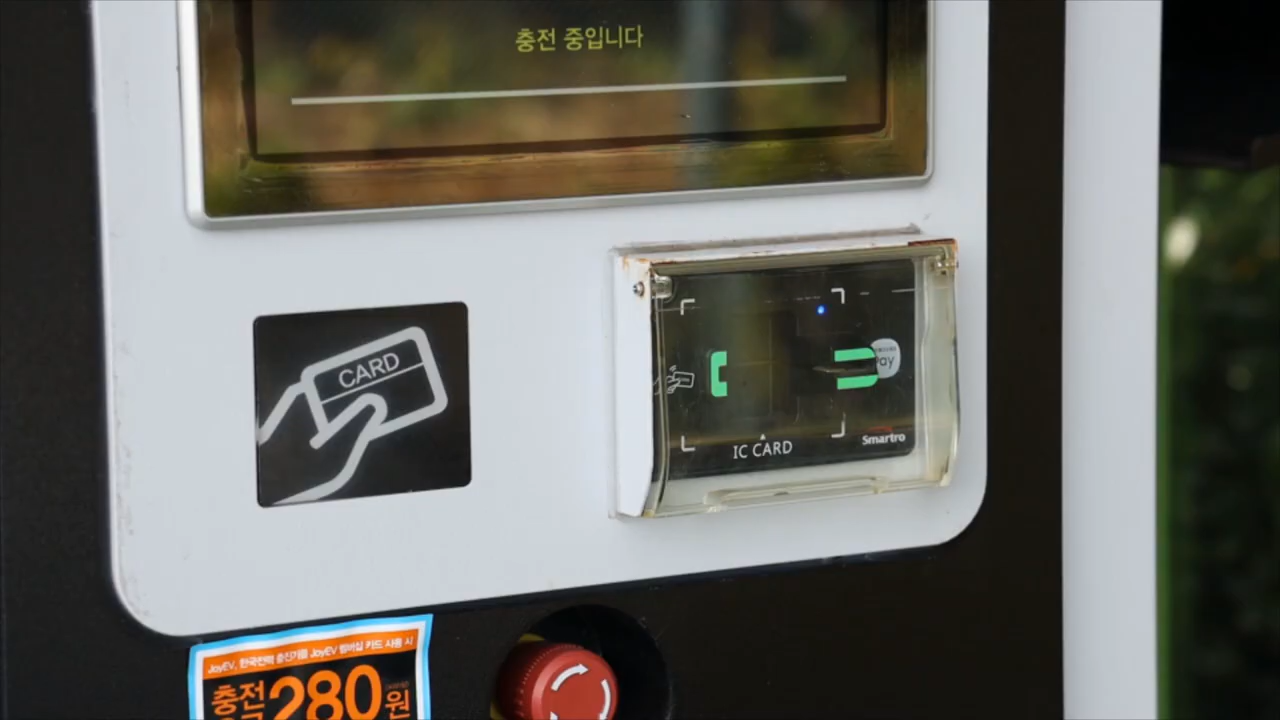 충전 중입니다
CARD
Pay
IC CARD
Smartro
JoyEV, 한국전력 충전기를 JoyEV 멤버십 카드 사용 시
충전
280원